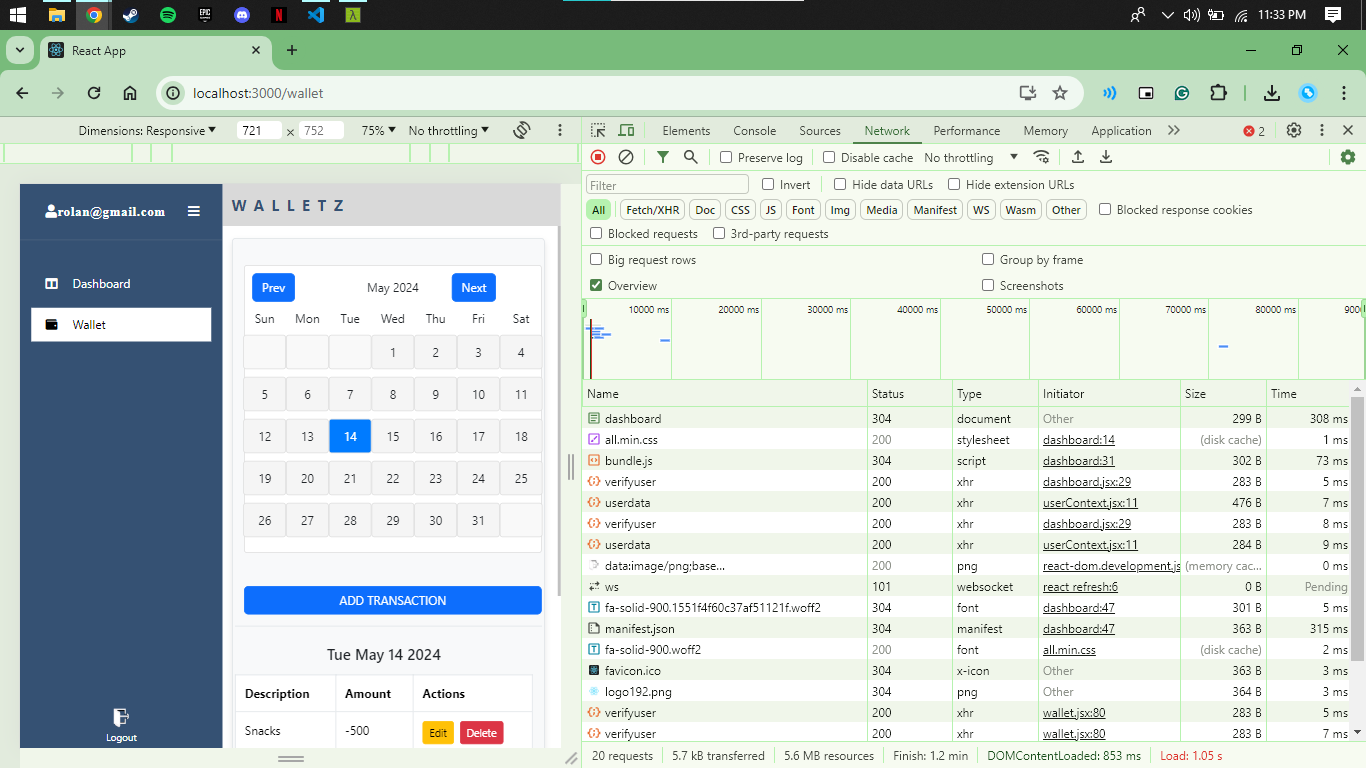 11:33 PM
React App
localhost:3000/wallet
Dimensions: Responsive 721 × 752 75% No throttling
rolan@gmail.com
Dashboard
Wallet
Logout
WALLETZ
Prev May 2024 Next
Sun Mon Tue Wed Thu Fri Sat
1 2 3 4
5 6 7 8 9 10 11
12 13 14 15 16 17 18
19 20 21 22 23 24 25
26 27 28 29 30 31
ADD TRANSACTION
Tue May 14 2024
Description Amount Actions
Snacks -500 Edit Delete
Elements Console Sources Network Performance Memory Application 2
Preserve log Disable cache No throttling
Filter Invert Hide data URLs Hide extension URLs
All Fetch/XHR Doc CSS JS Font Img Media Manifest WS Wasm Other Blocked response cookies
Blocked requests 3rd-party requests
Big request rows Group by frame
Overview Screenshots
10000 ms 20000 ms 30000 ms 40000 ms 50000 ms 60000 ms 70000 ms 80000 ms 900
Name Status Type Initiator Size Time
dashboard 304 document Other 299 B 308 ms
all.min.css 200 stylesheet dashboard:14 (disk cache) 1 ms
bundle.js 304 script dashboard:31 302 B 73 ms
verifyuser 200 xhr dashboard.jsx:29 283 B 5 ms
userdata 200 xhr userContext.jsx:11 476 B 7 ms
verifyuser 200 xhr dashboard.jsx:29 283 B 8 ms
userdata 200 xhr userContext.jsx:11 284 B 9 ms
data:image/png;base... 200 png react-dom.development.js (memory cac... 0 ms
ws 101 websocket react refresh:6 0 B Pending
fa-solid-900.1551f4f60c37af51121f.woff2 304 font dashboard:47 301 B 5 ms
manifest.json 304 manifest dashboard:47 363 B 315 ms
fa-solid-900.woff2 200 font all.min.css (disk cache) 2 ms
favicon.ico 304 x-icon Other 363 B 3 ms
logo192.png 304 png Other 364 B 3 ms
verifyuser 200 xhr wallet.jsx:80 283 B 5 ms
verifyuser 200 xhr wallet.jsx:80 283 B 7 ms
20 requests 5.7 kB transferred 5.6 MB resources Finish: 1.2 min DOMContentLoaded: 853 ms Load: 1.05 s